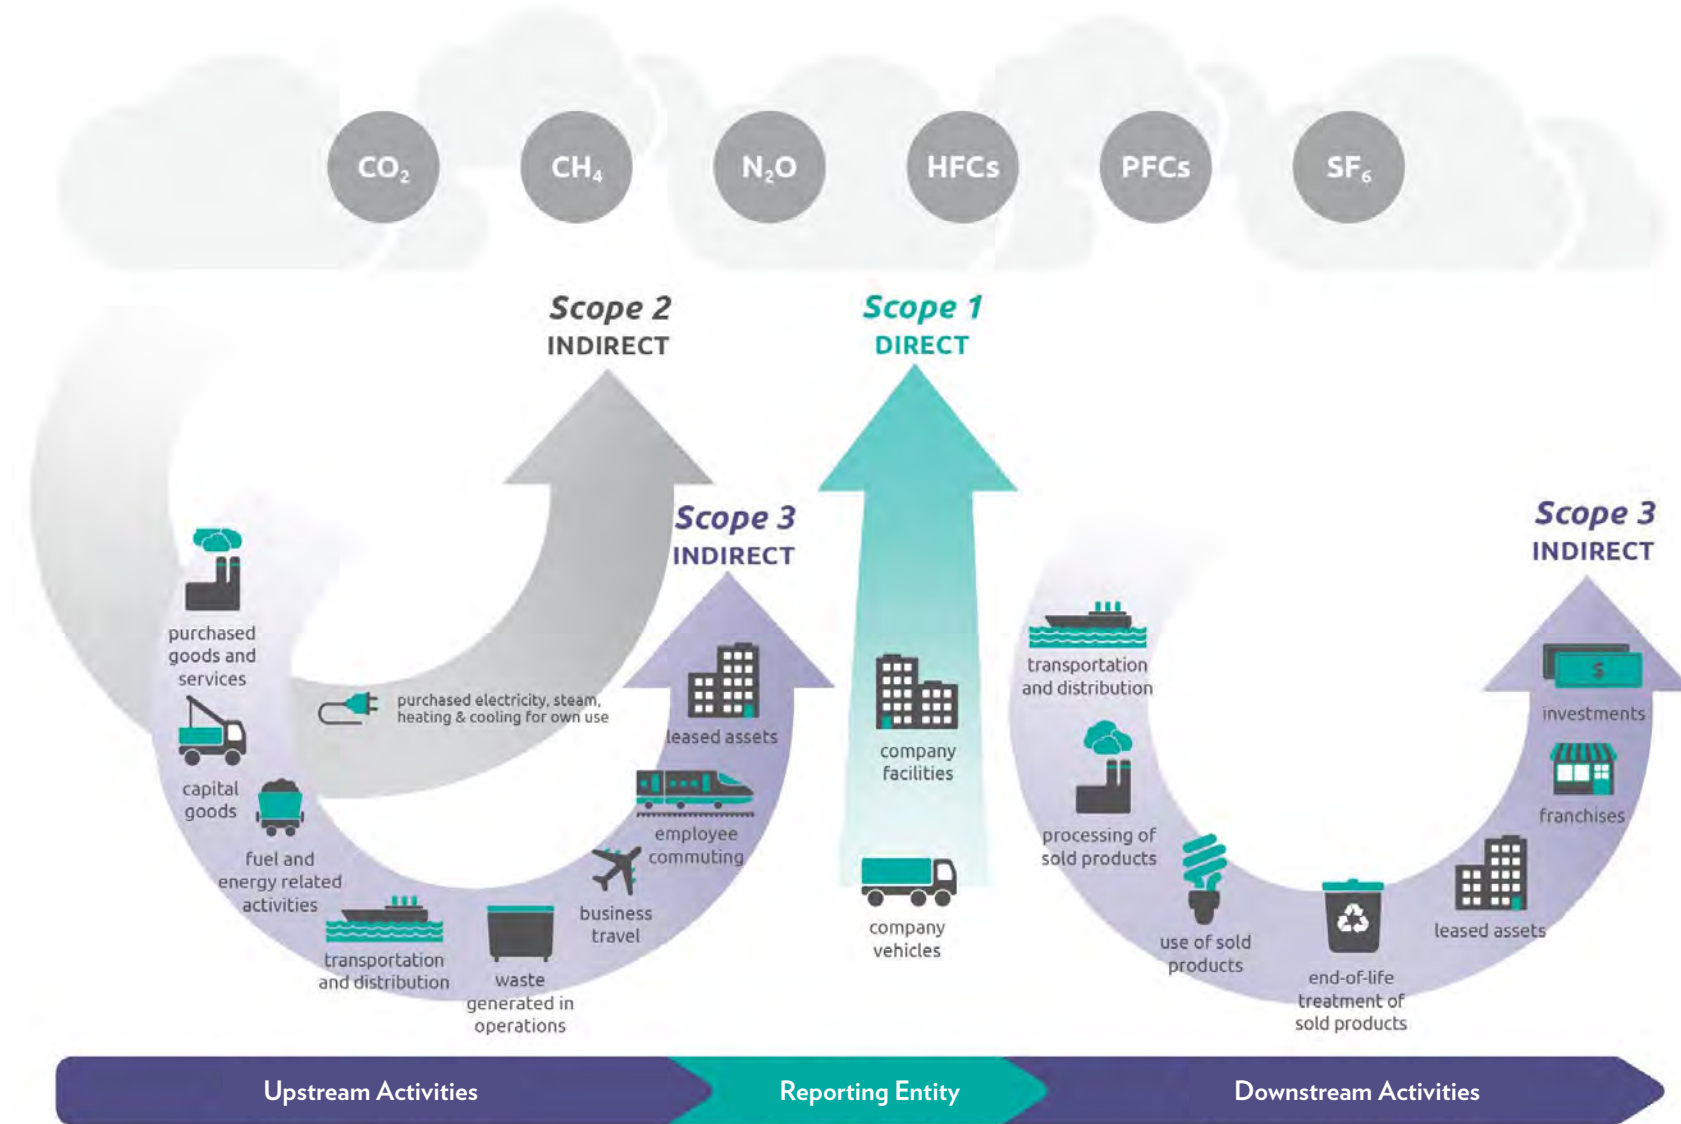 CO₂
CH₄
N₂O
HFCs
PFCs
SF₆
Scope 2
INDIRECT
Scope 1
DIRECT
Scope 3
INDIRECT
Scope 3
INDIRECT
purchased
goods and
services
capital
goods
fuel and
energy related
activities
transportation
and distribution
waste
generated in
operations
business
travel
employee
commuting
leased assets
purchased electricity, steam,
heating & cooling for own use
company
facilities
company
vehicles
transportation
and distribution
processing of
sold products
use of sold
products
end-of-life
treatment of
sold products
leased assets
franchises
$
investments
Upstream Activities
Reporting Entity
Downstream Activities